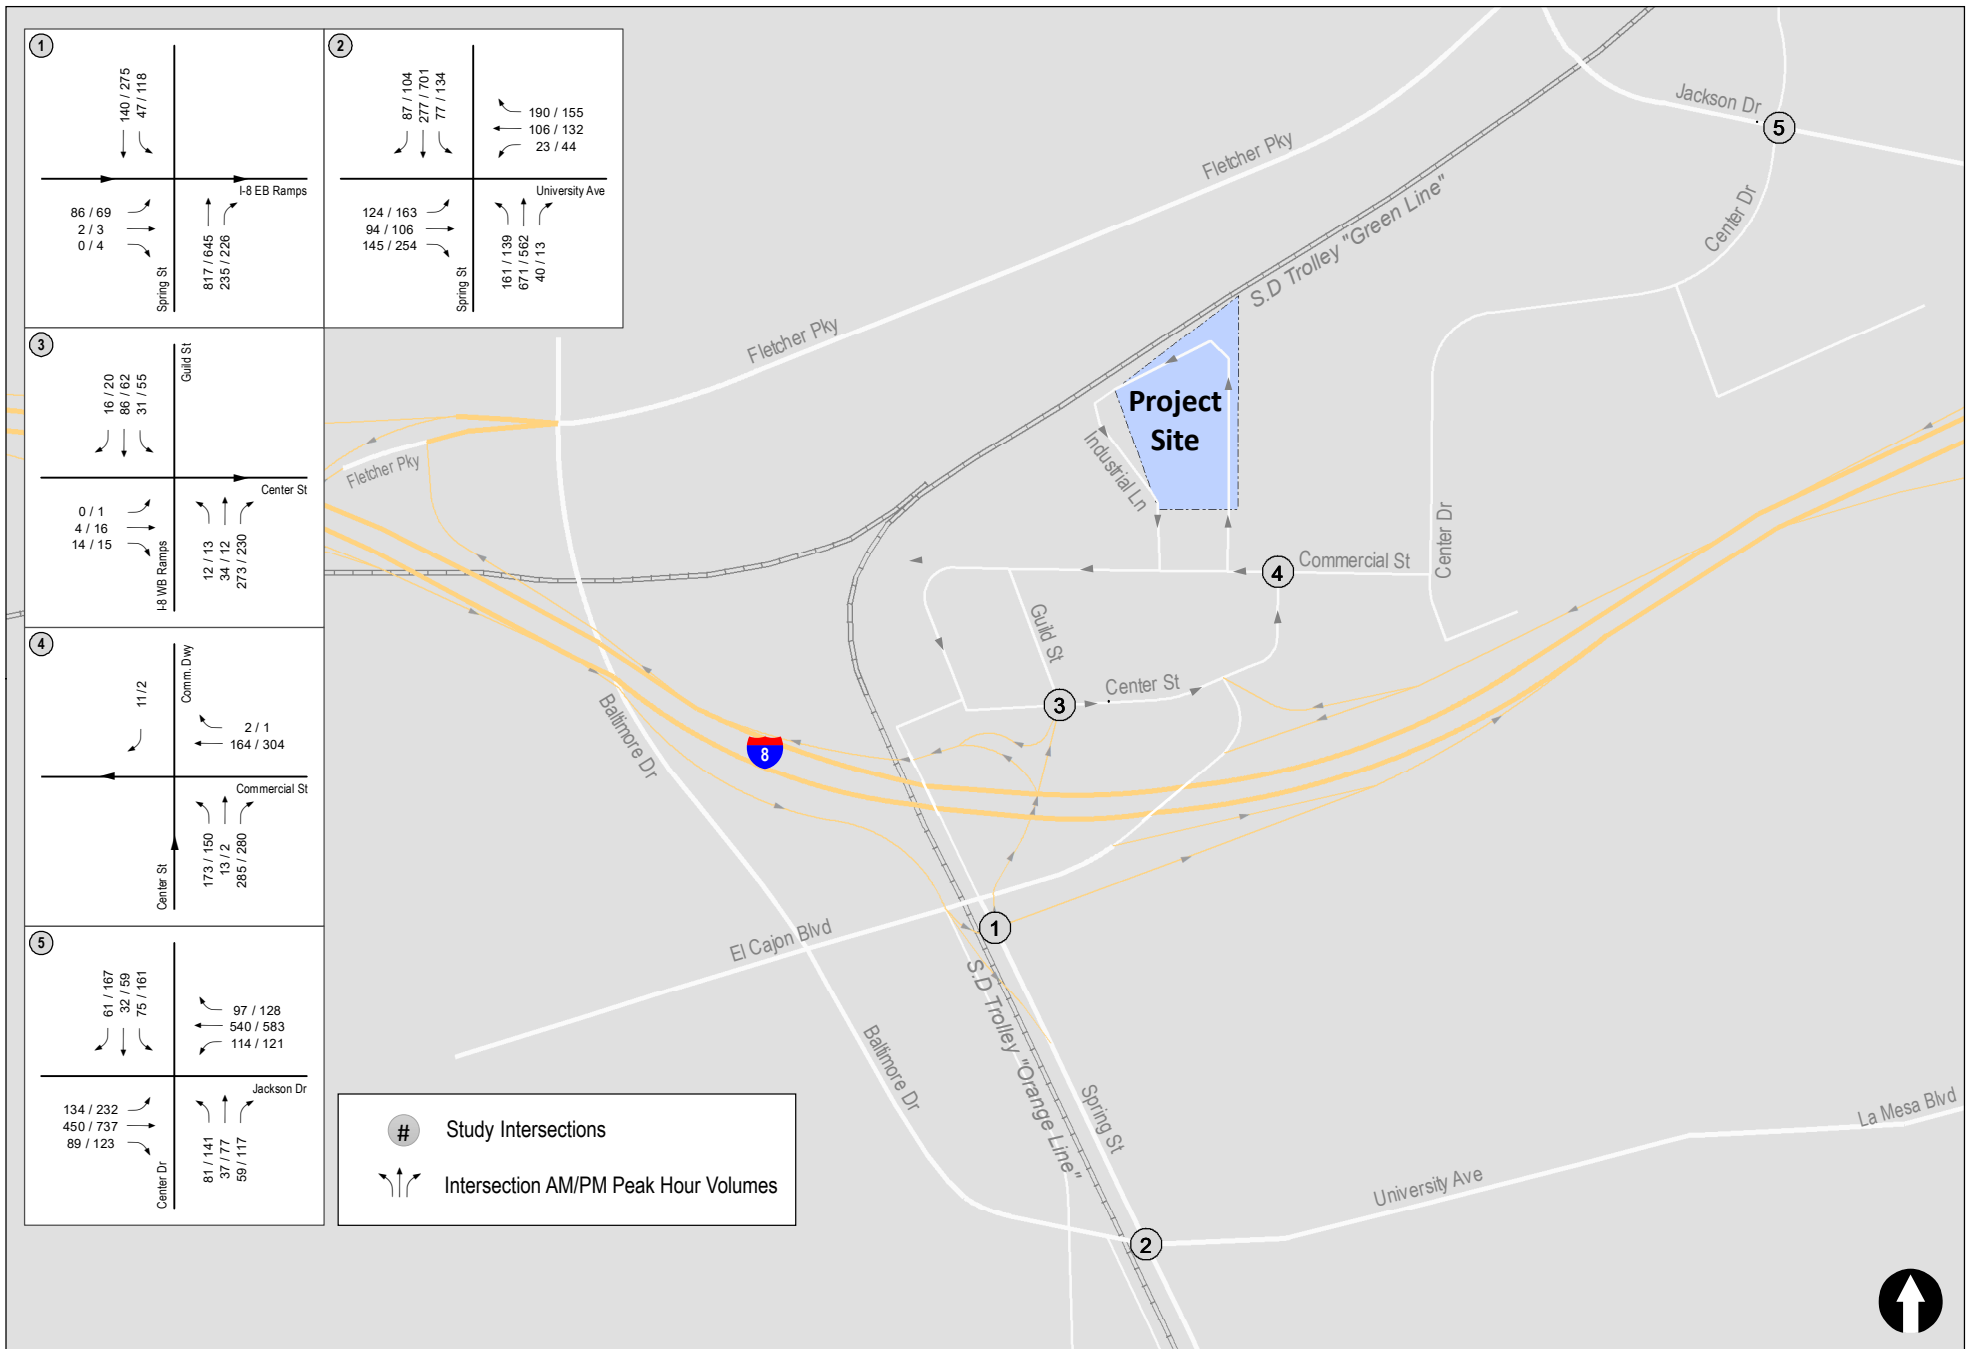 1
140 / 275
47 / 118
I-8 EB Ramps
86 / 69
2 / 3
0 / 4
Spring St
817 / 645
235 / 226
2
87 / 104
277 / 701
77 / 134
190 / 155
106 / 132
23 / 44
University Ave
124 / 163
94 / 106
145 / 254
Spring St
161 / 139
671 / 562
40 / 13
3
Guild St
16 / 20
86 / 62
31 / 55
Center St
0 / 1
4 / 16
14 / 15
I-8 WB Ramps
12 / 13
34 / 12
273 / 230
4
Comm. Dwy
11/2
2 / 1
164 / 304
Commercial St
Center St
173 / 150
13 / 2
285 / 280
5
61 / 167
32 / 59
75 / 161
97 / 128
540 / 583
114 / 121
Jackson Dr
134 / 232
450 / 737
89 / 123
Center Dr
81 / 141
37 / 77
59 / 117
# Study Intersections
Intersection AM/PM Peak Hour Volumes
Jackson Dr
5
Fletcher Pky
Center Dr
S.D Trolley "Green Line"
Fletcher Pky
Project
Site
Fletcher Pky
Industrial Ln
Center Dr
4
Commercial St
Guild St
3
Center St
Baltimore Dr
8
1
El Cajon Blvd
S.D Trolley "Orange Line"
Baltimore Dr
Spring St
La Mesa Blvd
University Ave
2